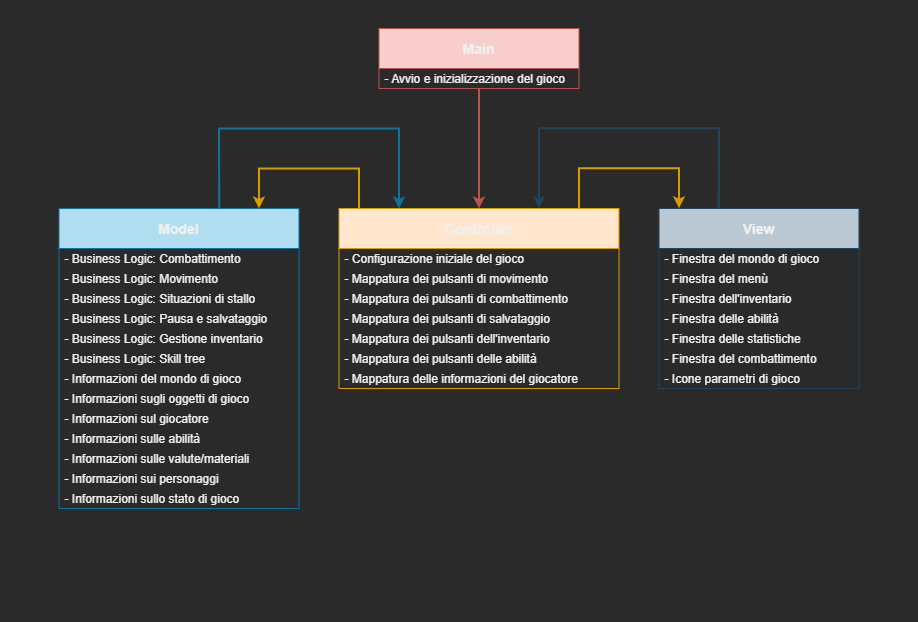 Main
- Avvio e inizializzazione del gioco
Model
- Business Logic: Combattimento
- Business Logic: Movimento
- Business Logic: Situazioni di stallo
- Business Logic: Pausa e salvataggio
- Business Logic: Gestione inventario
- Business Logic: Skill tree
- Informazioni del mondo di gioco
- Informazioni sugli oggetti di gioco
- Informazioni sul giocatore
- Informazioni sulle abilità
- Informazioni sulle valute/materiali
- Informazioni sui personaggi
- Informazioni sullo stato di gioco
Controller
- Configurazione iniziale del gioco
- Mappatura dei pulsanti di movimento
- Mappatura dei pulsanti di combattimento
- Mappatura dei pulsanti di salvataggio
- Mappatura dei pulsanti dell'inventario
- Mappatura dei pulsanti delle abilità
- Mappatura delle informazioni del giocatore
View
- Finestra del mondo di gioco
- Finestra del menù
- Finestra dell'inventario
- Finestra delle abilità
- Finestra delle statistiche
- Finestra del combattimento
- Icone parametri di gioco